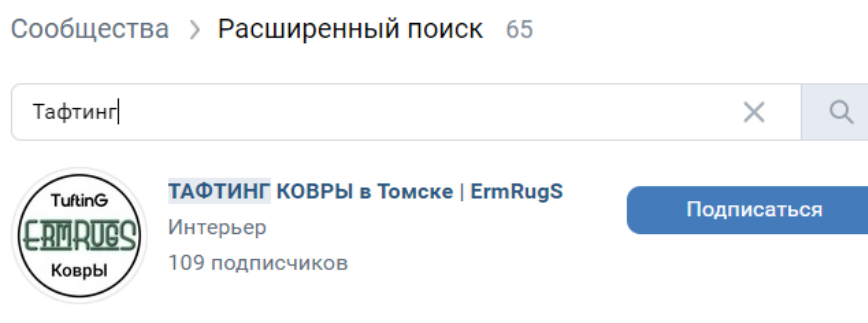 Сообщества > Расширенный поиск 65
Тафтинг
TuftinG
ERMRUGS
КоврЫ
ТАФТИНГ КОВРЫ в Томске | ErmRugS
Интерьер
109 подписчиков
Подписаться